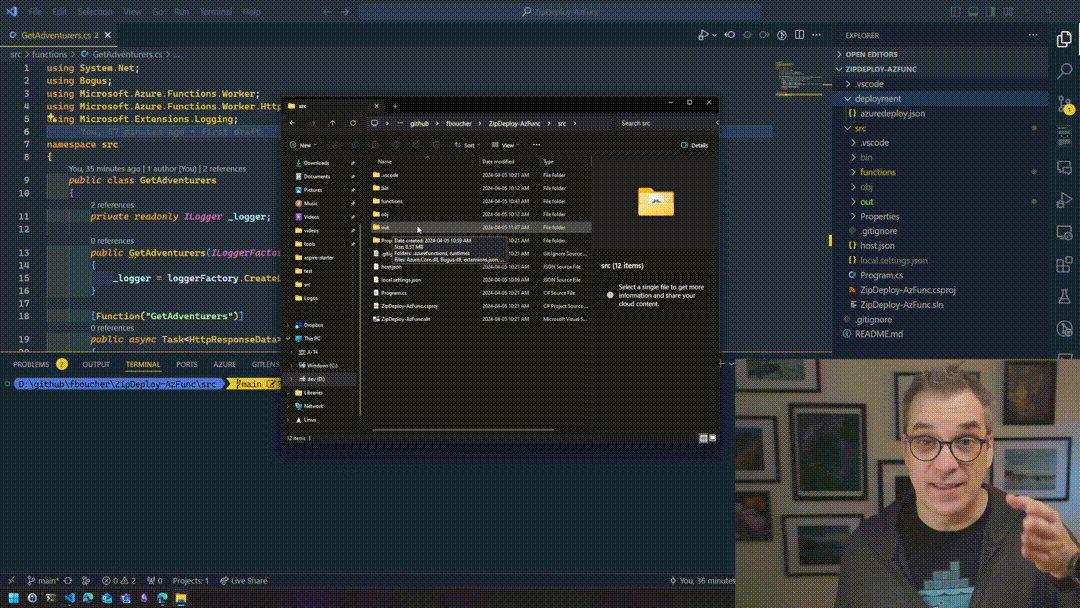 File Edit Selection View Go Run Terminal Help
ZipDeploy-AzFunc
GetAdventurers.cs 2
src > functions > GetAdventurers.cs > ...
1 using System.Net;
2 using Bogus;
3 using Microsoft.Azure.Functions.Worker;
4 using Microsoft.Azure.Functions.Worker.Http
5 using Microsoft.Extensions.Logging;
6 You, 57 minutes ago • first draft
7 namespace src
8 {
You, 35 minutes ago | 1 author (You) | 2 references
9 public class GetAdventurers
10 {
2 references
11 private readonly ILogger _logger;
12
0 references
13 public GetAdventurers(ILoggerFactor
14 {
15 _logger = loggerFactory.CreateL
16 }
17
18 [Function("GetAdventurers")]
0 references
19 public async Task<HttpResponseData>
{
PROBLEMS 2 OUTPUT TERMINAL PORTS AZURE GITLENS
D:\github\fboucher\ZipDeploy-AzFunc\src main
src
github > fboucher > ZipDeploy-AzFunc > src >
Search src
New Sort View ... Details
Name Date modified Type
Downloads
Documents
Pictures
Music
Videos
videos
tools
aspire-starter
test
src
Logos
Dropbox
This PC
X-TA
Windows (C:)
dev (D:)
Libraries
Network
Linux
.vscode 2024-04-05 10:21 AM File folder
bin 2024-04-05 10:12 AM File folder
functions 2024-04-05 10:21 AM File folder
obj 2024-04-05 10:43 AM File folder
out 2024-04-05 11:07 AM File folder
Prop 10:21 AM File folder
.gitig 10:21 AM Git Ignore Source ...
host.json 10:21 AM JSON Source File
local.settings.json 2024-04-05 10:09 AM JSON Source File
Program.cs 2024-04-05 10:21 AM C# Source File
ZipDeploy-AzFunc.csproj 2024-04-05 10:21 AM C# Project Source ...
ZipDeploy-AzFunc.sln 2024-04-05 10:21 AM Microsoft Visual S...
Date created: 2024-04-05 10:39 AM
Size: 8.57 MB
Folders: .azurefunctions, runtimes
Files: Azure.Core.dll, Bogus.dll, extensions.json, ...
src (12 items)
Select a single file to get more
information and share your
cloud content.
12 items
EXPLORER
OPEN EDITORS
ZIPDEPLOY-AZFUNC
.vscode
deployment
azuredeploy.json
src
.vscode
bin
functions
obj
out
Properties
.gitignore
host.json
local.settings.json
Program.cs
ZipDeploy-AzFunc.csproj
ZipDeploy-AzFunc.sln
.gitignore
README.md
1
main* 0 2 0 Projects: 1 Live Share
You, 36 minutes